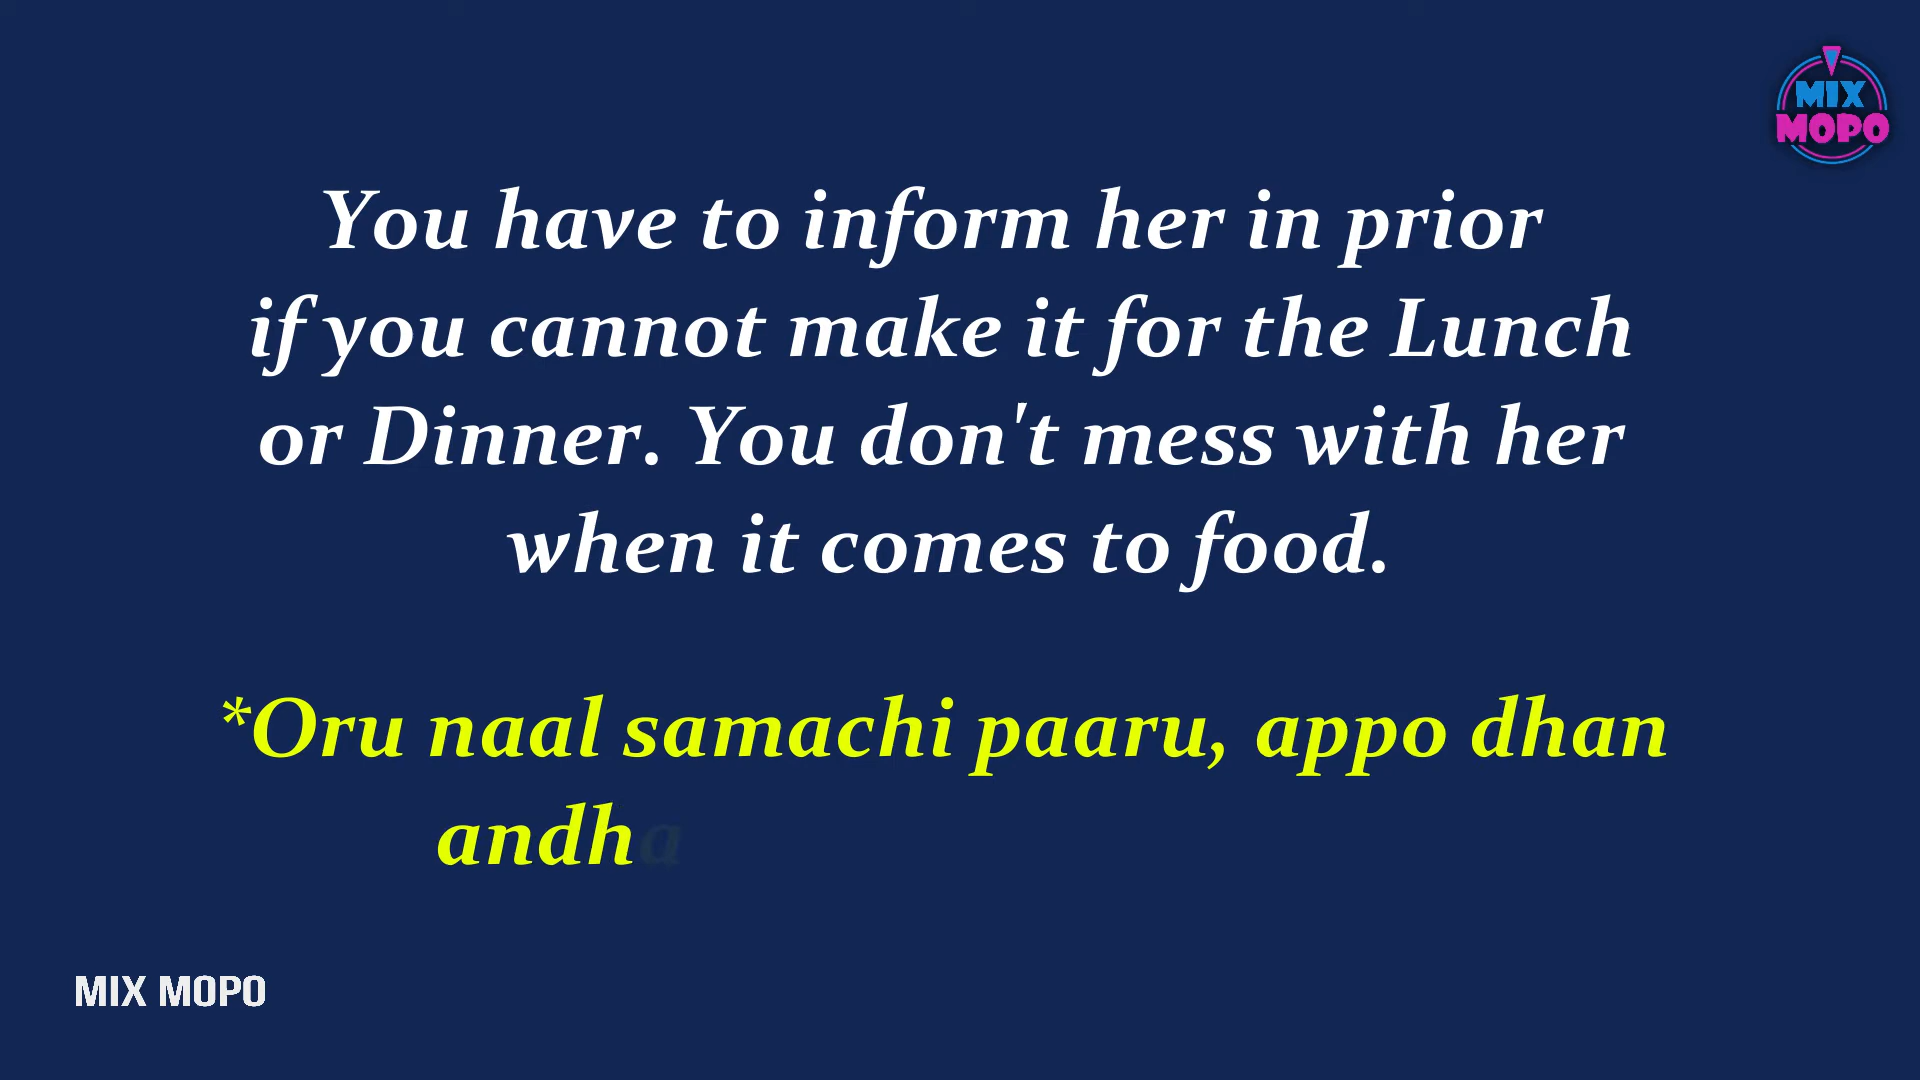 MIX
MOPO
You have to inform her in prior
if you cannot make it for the Lunch
or Dinner. You don't mess with her
when it comes to food.
*Oru naal samachi paaru, appo dhan
andha
MIX MOPO